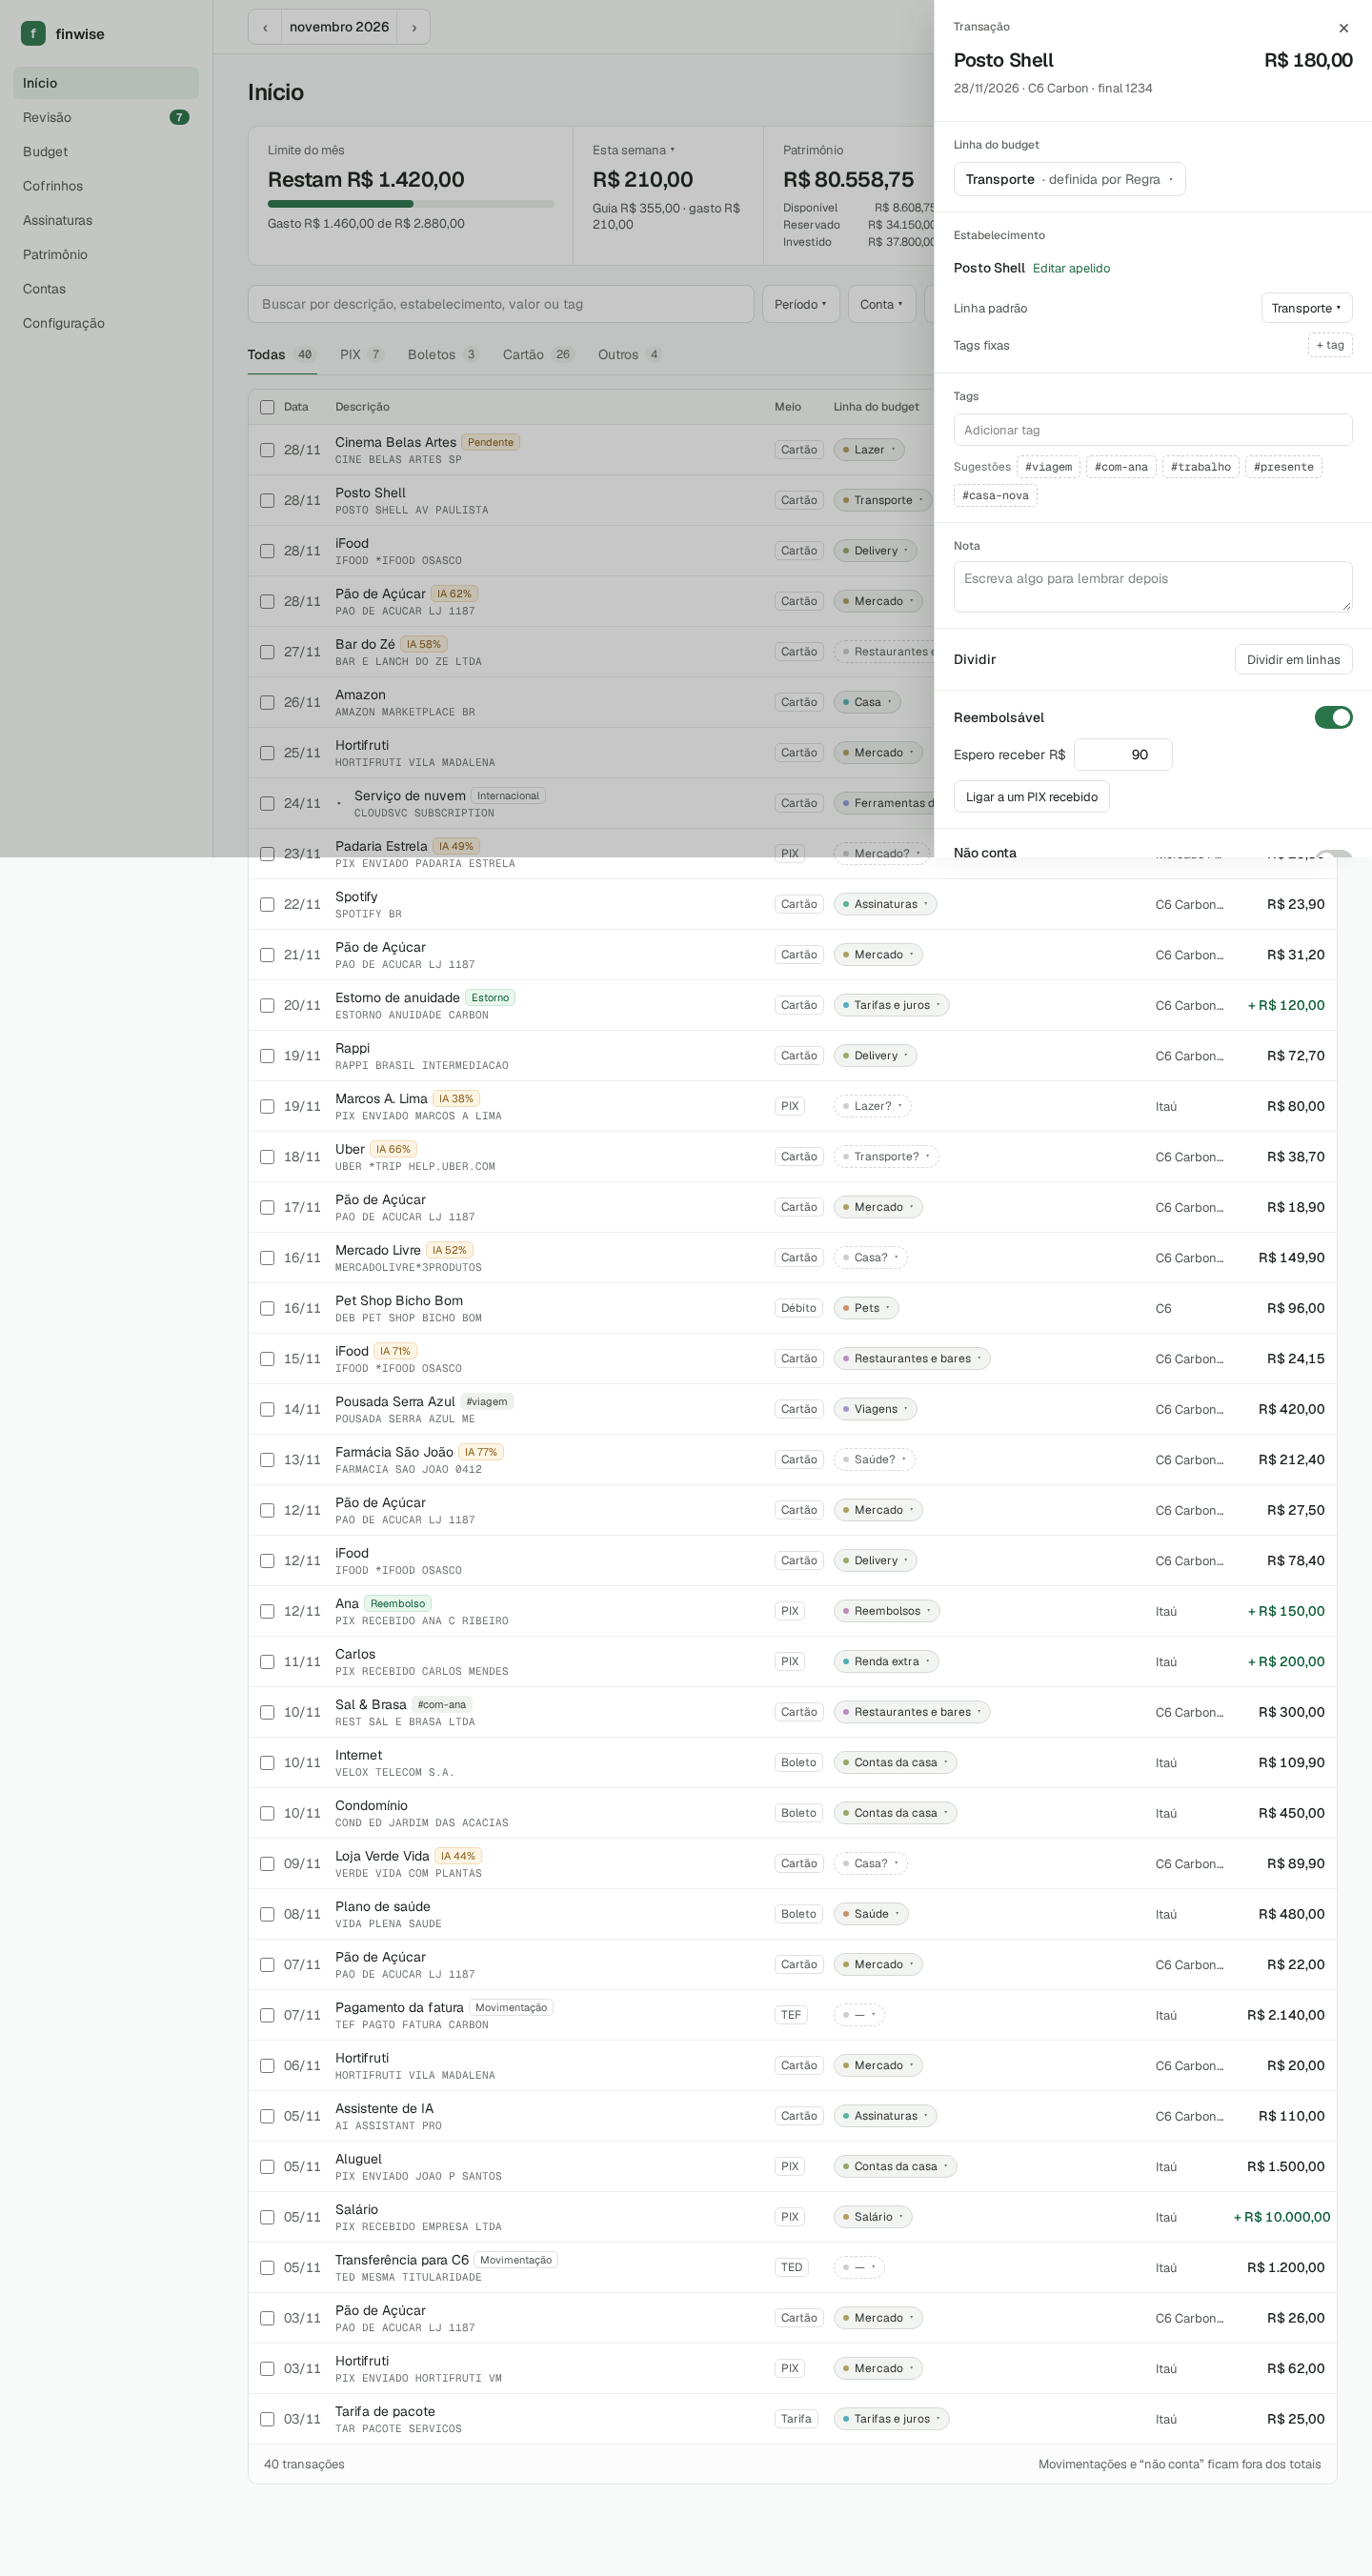 f finwise
Início
Revisão 7
Budget
Cofrinhos
Assinaturas
Patrimônio
Contas
Configuração
‹ novembro 2026 ›
Início
Limite do mês
Restam R$ 1.420,00
Gasto R$ 1.460,00 de R$ 2.880,00
Esta semana
R$ 210,00
Guia R$ 355,00 · gasto R$
210,00
Patrimônio
R$ 80.558,75
Disponível R$ 8.608,75
Reservado R$ 34.150,00
Investido R$ 37.800,00
Buscar por descrição, estabelecimento, valor ou tag
Período
Conta
Todas 40 PIX 7 Boletos 3 Cartão 26 Outros 4
Data Descrição Meio Linha do budget
28/11 Cinema Belas Artes Pendente Cartão Lazer
CINE BELAS ARTES SP
28/11 Posto Shell Cartão Transporte
POSTO SHELL AV PAULISTA
28/11 iFood Cartão Delivery
IFOOD *IFOOD OSASCO
28/11 Pão de Açúcar IA 62% Cartão Mercado
PAO DE ACUCAR LJ 1187
27/11 Bar do Zé IA 58% Cartão Restaurantes
BAR E LANCH DO ZE LTDA
26/11 Amazon Cartão Casa
AMAZON MARKETPLACE BR
25/11 Hortifruti Cartão Mercado
HORTIFRUTI VILA MADALENA
24/11 Serviço de nuvem Internacional Cartão Ferramentas
CLOUDSVC SUBSCRIPTION
23/11 Padaria Estrela IA 49% PIX Mercado?
PIX ENVIADO PADARIA ESTRELA
22/11 Spotify Cartão Assinaturas C6 Carbon… R$ 23,90
SPOTIFY BR
21/11 Pão de Açúcar Cartão Mercado C6 Carbon… R$ 31,20
PAO DE ACUCAR LJ 1187
20/11 Estorno de anuidade Estorno Cartão Tarifas e juros C6 Carbon… + R$ 120,00
ESTORNO ANUIDADE CARBON
19/11 Rappi Cartão Delivery C6 Carbon… R$ 72,70
RAPPI BRASIL INTERMEDIACAO
19/11 Marcos A. Lima IA 38% PIX Lazer? Itaú R$ 80,00
PIX ENVIADO MARCOS A LIMA
18/11 Uber IA 66% Cartão Transporte? C6 Carbon… R$ 38,70
UBER *TRIP HELP.UBER.COM
17/11 Pão de Açúcar Cartão Mercado C6 Carbon… R$ 18,90
PAO DE ACUCAR LJ 1187
16/11 Mercado Livre IA 52% Cartão Casa? C6 Carbon… R$ 149,90
MERCADOLIVRE*3PRODUTOS
16/11 Pet Shop Bicho Bom Débito Pets C6 R$ 96,00
DEB PET SHOP BICHO BOM
15/11 iFood IA 71% Cartão Restaurantes e bares C6 Carbon… R$ 24,15
IFOOD *IFOOD OSASCO
14/11 Pousada Serra Azul #viagem Cartão Viagens C6 Carbon… R$ 420,00
POUSADA SERRA AZUL ME
13/11 Farmácia São João IA 77% Cartão Saúde? C6 Carbon… R$ 212,40
FARMACIA SAO JOAO 0412
12/11 Pão de Açúcar Cartão Mercado C6 Carbon… R$ 27,50
PAO DE ACUCAR LJ 1187
12/11 iFood Cartão Delivery C6 Carbon… R$ 78,40
IFOOD *IFOOD OSASCO
12/11 Ana Reembolso PIX Reembolsos Itaú + R$ 150,00
PIX RECEBIDO ANA C RIBEIRO
11/11 Carlos PIX Renda extra Itaú + R$ 200,00
PIX RECEBIDO CARLOS MENDES
10/11 Sal & Brasa #com-ana Cartão Restaurantes e bares C6 Carbon… R$ 300,00
REST SAL E BRASA LTDA
10/11 Internet Boleto Contas da casa Itaú R$ 109,90
VELOX TELECOM S.A.
10/11 Condomínio Boleto Contas da casa Itaú R$ 450,00
COND ED JARDIM DAS ACACIAS
09/11 Loja Verde Vida IA 44% Cartão Casa? C6 Carbon… R$ 89,90
VERDE VIDA COM PLANTAS
08/11 Plano de saúde Boleto Saúde Itaú R$ 480,00
VIDA PLENA SAUDE
07/11 Pão de Açúcar Cartão Mercado C6 Carbon… R$ 22,00
PAO DE ACUCAR LJ 1187
07/11 Pagamento da fatura Movimentação TEF — Itaú R$ 2.140,00
TEF PAGTO FATURA CARBON
06/11 Hortifruti Cartão Mercado C6 Carbon… R$ 20,00
HORTIFRUTI VILA MADALENA
05/11 Assistente de IA Cartão Assinaturas C6 Carbon… R$ 110,00
AI ASSISTANT PRO
05/11 Aluguel PIX Contas da casa Itaú R$ 1.500,00
PIX ENVIADO JOAO P SANTOS
05/11 Salário PIX Salário Itaú + R$ 10.000,00
PIX RECEBIDO EMPRESA LTDA
05/11 Transferência para C6 Movimentação TED — Itaú R$ 1.200,00
TED MESMA TITULARIDADE
03/11 Pão de Açúcar Cartão Mercado C6 Carbon… R$ 26,00
PAO DE ACUCAR LJ 1187
03/11 Hortifruti PIX Mercado Itaú R$ 62,00
PIX ENVIADO HORTIFRUTI VM
03/11 Tarifa de pacote Tarifa Tarifas e juros Itaú R$ 25,00
TAR PACOTE SERVICOS
40 transações Movimentações e “não conta” ficam fora dos totais
Transação ×
Posto Shell R$ 180,00
28/11/2026 · C6 Carbon · final 1234
Linha do budget
Transporte · definida por Regra
Estabelecimento
Posto Shell Editar apelido
Linha padrão Transporte
Tags fixas + tag
Tags
Adicionar tag
Sugestões #viagem #com-ana #trabalho #presente
#casa-nova
Nota
Escreva algo para lembrar depois
Dividir Dividir em linhas
Reembolsável
Espero receber R$ 90
Ligar a um PIX recebido
Não conta